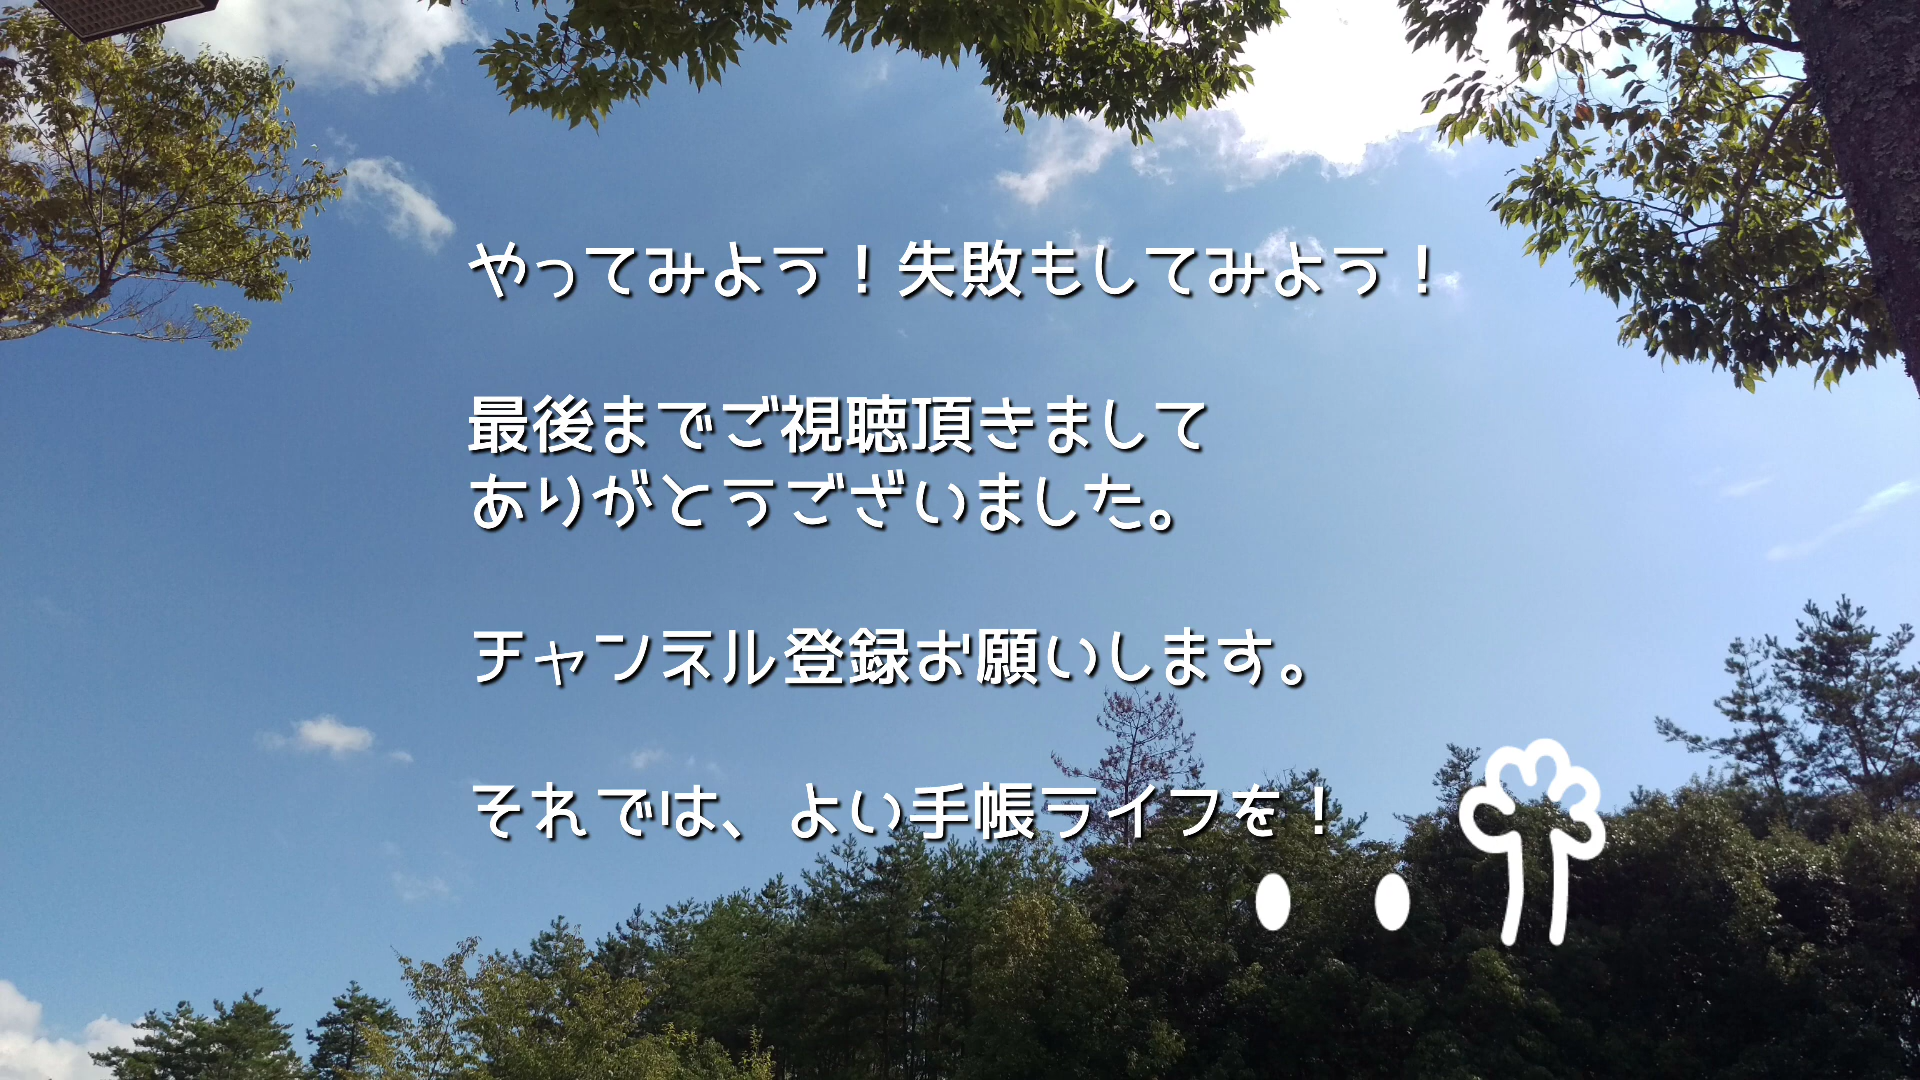 やってみよう！失敗もしてみよう！
最後までご視聴頂きまして
ありがとうございました。
チャンネル登録お願いします。
それでは、よい手帳ライフを！